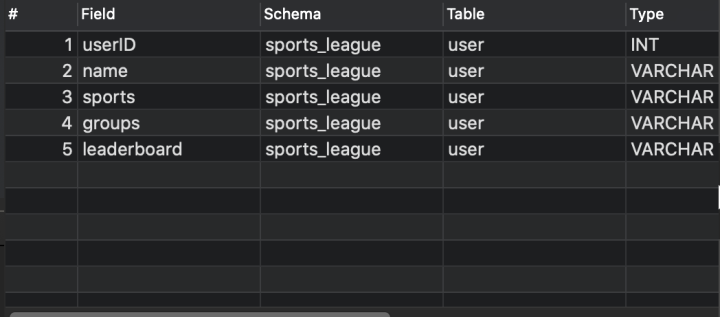 # Field Schema Table Type
1 userID sports_league user INT
2 name sports_league user VARCHAR
3 sports sports_league user VARCHAR
4 groups sports_league user VARCHAR
5 leaderboard sports_league user VARCHAR